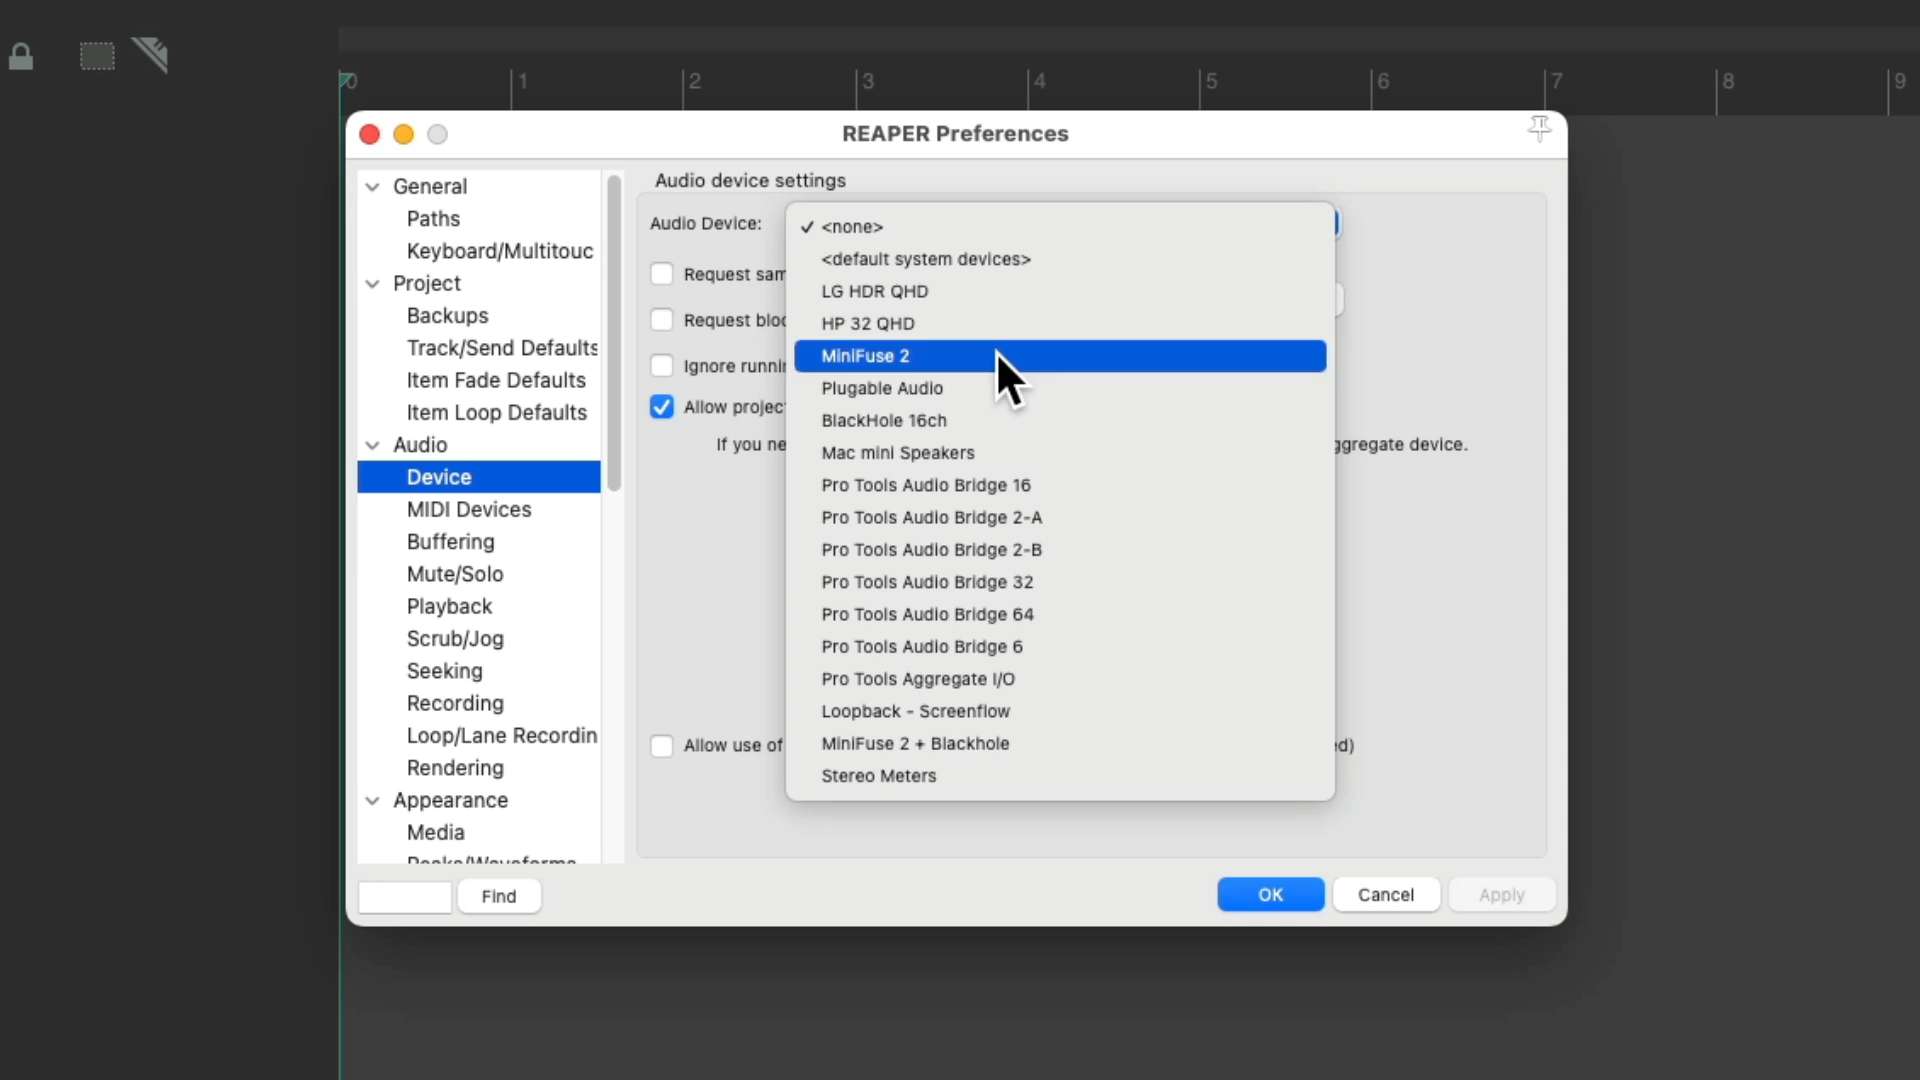 0 1 2 3 4 5 6 7 8 9
REAPER Preferences
General
Paths
Keyboard/Multitouc
Project
Backups
Track/Send Defaults
Item Fade Defaults
Item Loop Defaults
Audio
Device
MIDI Devices
Buffering
Mute/Solo
Playback
Scrub/Jog
Seeking
Recording
Loop/Lane Recordin
Rendering
Appearance
Media
Find
Audio device settings
Audio Device:
Request sam
Request bloc
Ignore runnin
Allow projec
If you ne
ggregate device.
Allow use of
ed)
✓ <none>
<default system devices>
LG HDR QHD
HP 32 QHD
MiniFuse 2
Plugable Audio
BlackHole 16ch
Mac mini Speakers
Pro Tools Audio Bridge 16
Pro Tools Audio Bridge 2-A
Pro Tools Audio Bridge 2-B
Pro Tools Audio Bridge 32
Pro Tools Audio Bridge 64
Pro Tools Audio Bridge 6
Pro Tools Aggregate I/O
Loopback - Screenflow
MiniFuse 2 + Blackhole
Stereo Meters
OK
Cancel
Apply